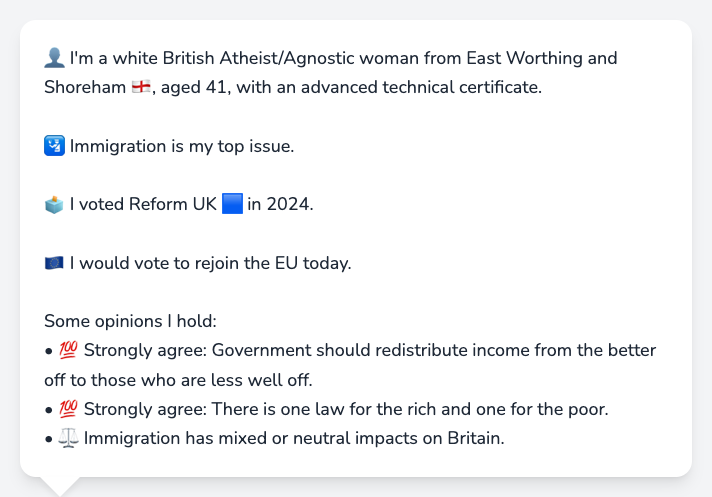 👤 I'm a white British Atheist/Agnostic woman from East Worthing and
Shoreham 🏴󠁧󠁢󠁥󠁮󠁧󠁿, aged 41, with an advanced technical certificate.
🛂 Immigration is my top issue.
🗳️ I voted Reform UK 🟦 in 2024.
🇪🇺 I would vote to rejoin the EU today.
Some opinions I hold:
• 💯 Strongly agree: Government should redistribute income from the better
off to those who are less well off.
• 💯 Strongly agree: There is one law for the rich and one for the poor.
• ⚖️ Immigration has mixed or neutral impacts on Britain.